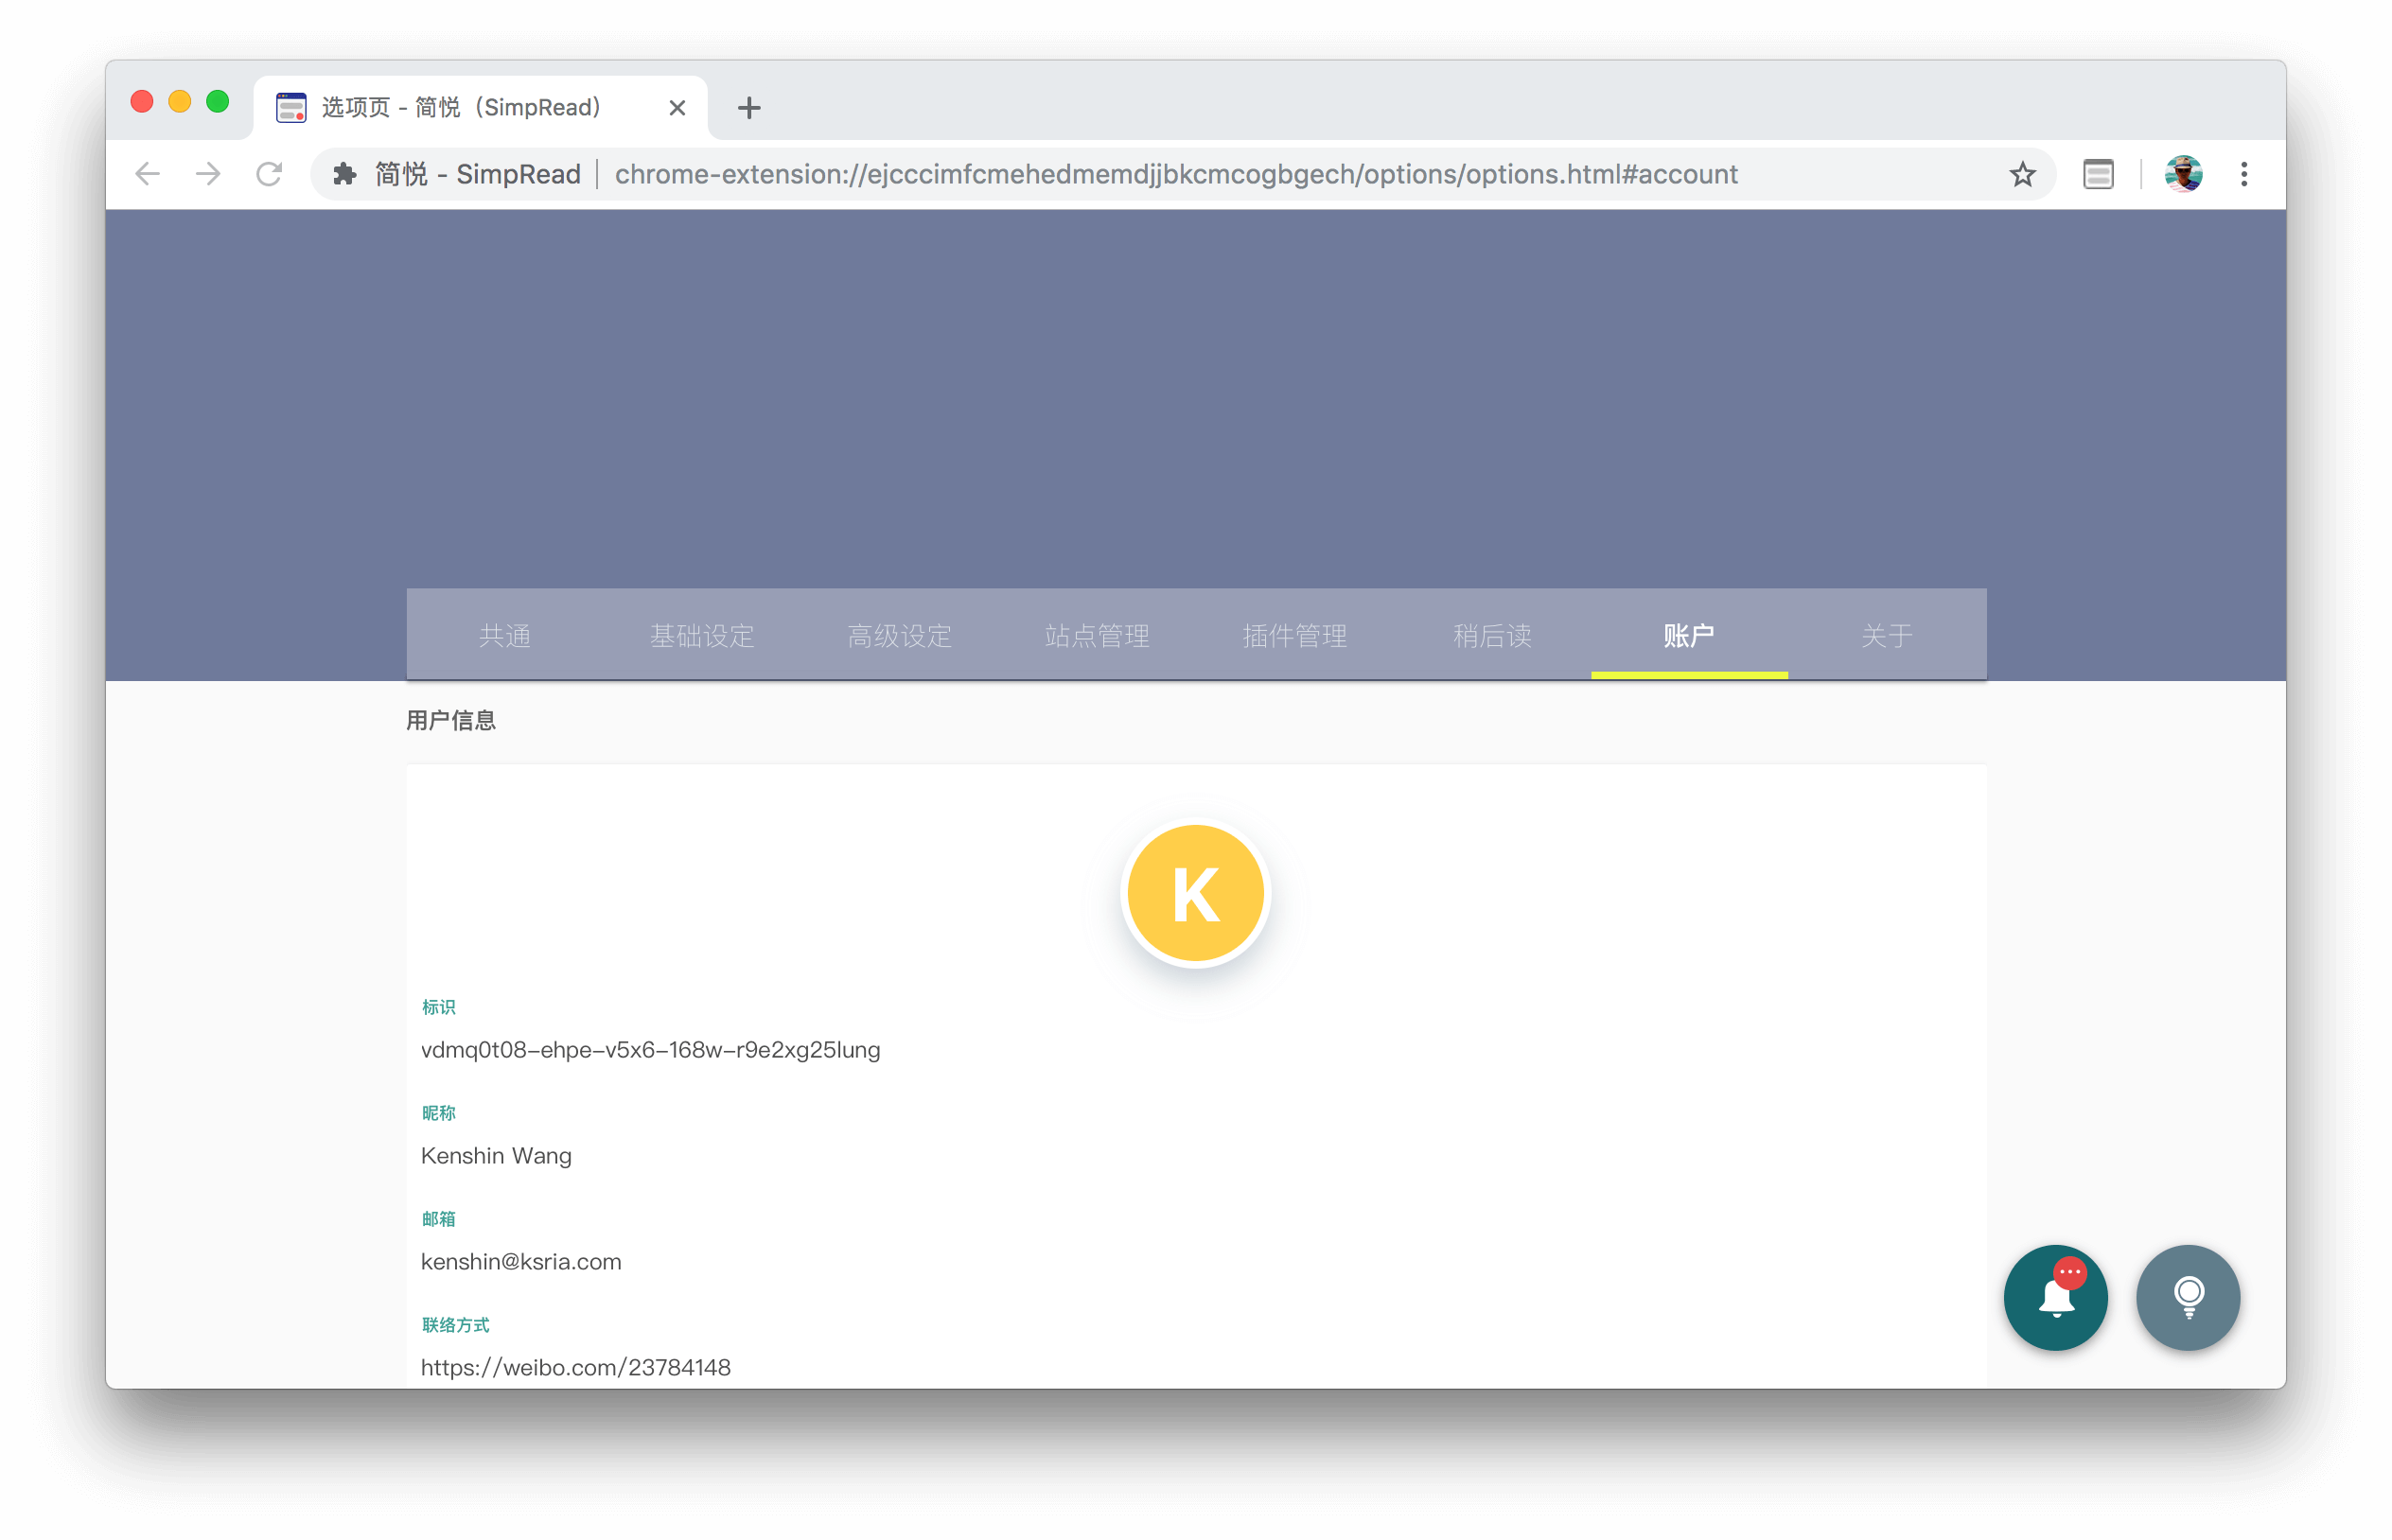 选项页 - 简悦（SimpRead）
简悦 - SimpRead | chrome-extension://ejcccimfcmehedmemdjjbkcmcogbgech/options/options.html#account
共通 基础设定 高级设定 站点管理 插件管理 稍后读 账户 关于
用户信息
K
标识
vdmq0t08-ehpe-v5x6-168w-r9e2xg25lung
昵称
Kenshin Wang
邮箱
kenshin@ksria.com
联络方式
https://weibo.com/23784148